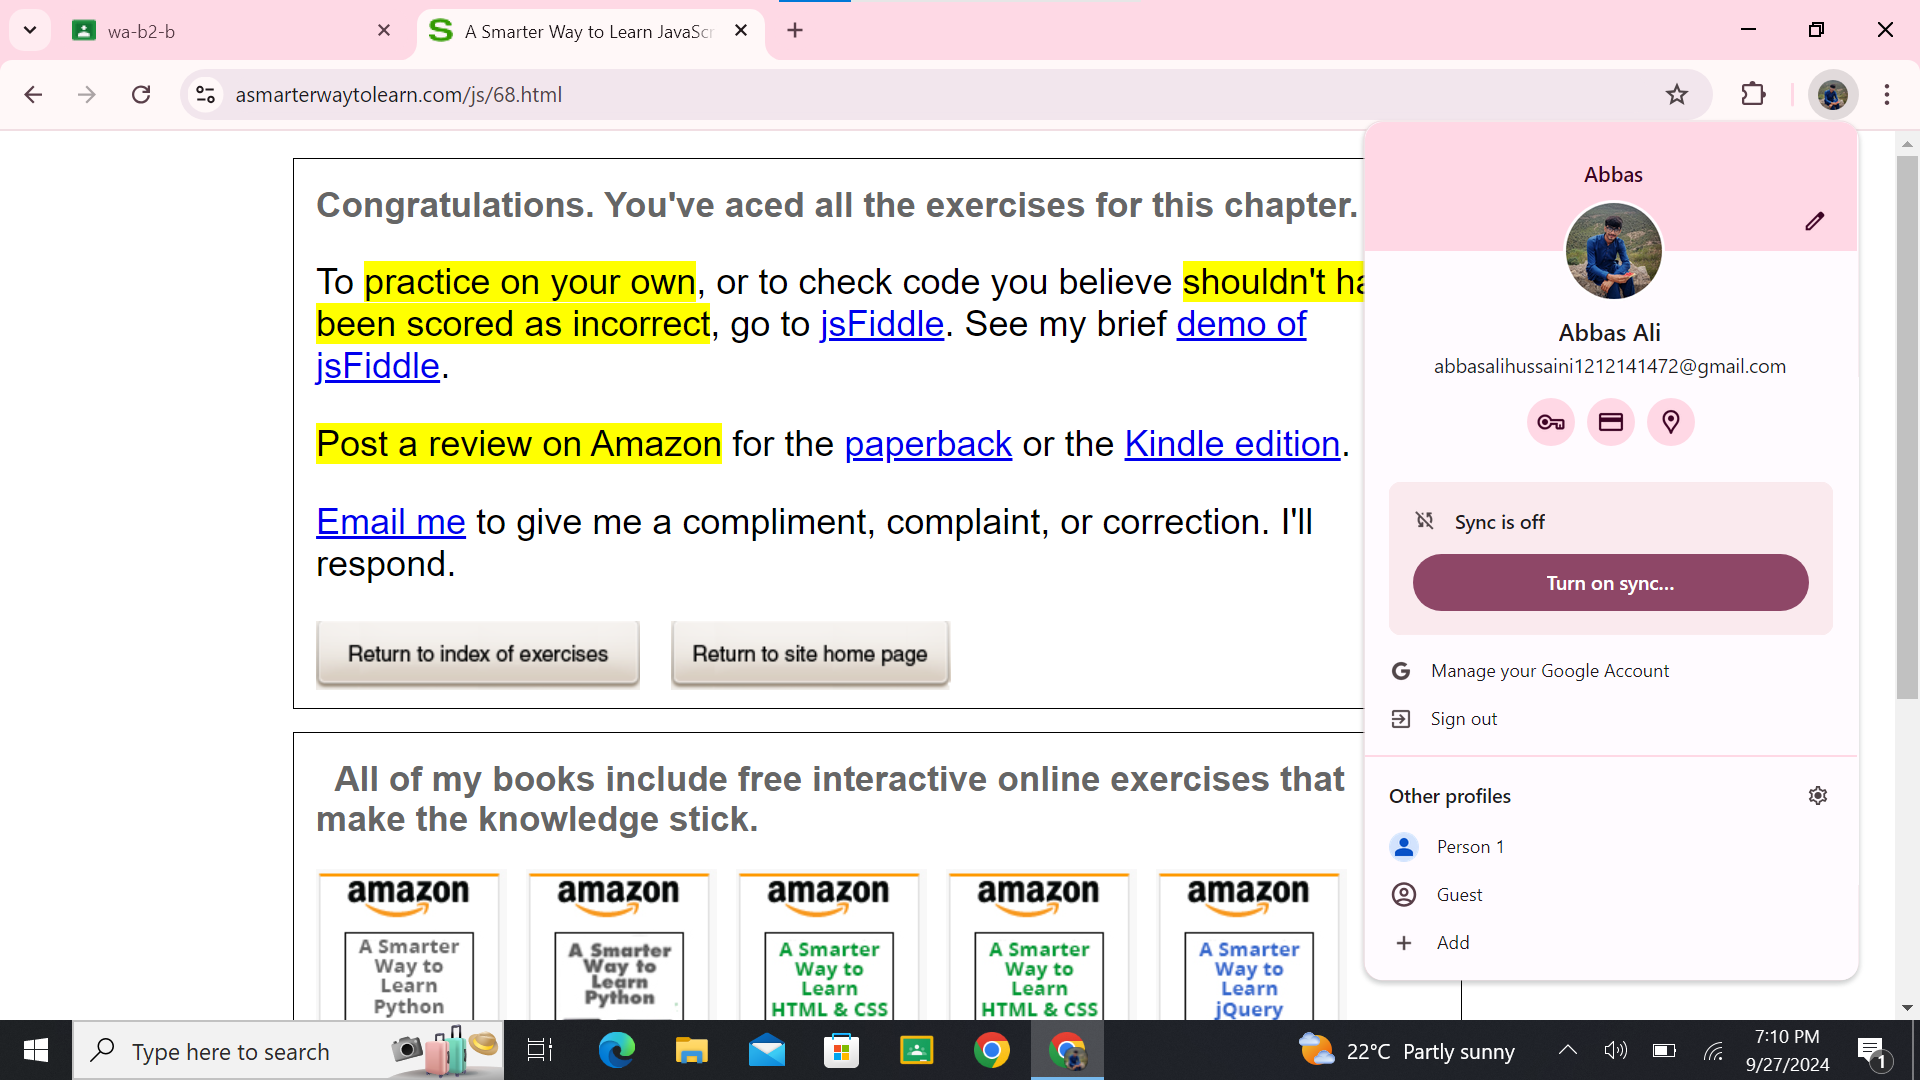 wa-b2-b
A Smarter Way to Learn JavaScr
asmarterwaytolearn.com/js/68.html
Congratulations. You've aced all the exercises for this chapter.
To practice on your own, or to check code you believe shouldn't ha
been scored as incorrect, go to jsFiddle. See my brief demo of
jsFiddle.
Post a review on Amazon for the paperback or the Kindle edition.
Email me to give me a compliment, complaint, or correction. I'll
respond.
Return to index of exercises
Return to site home page
All of my books include free interactive online exercises that
make the knowledge stick.
amazon
A Smarter
Way to
Learn
Python
amazon
A Smarter
Way to
Learn
Python
amazon
A Smarter
Way to
Learn
HTML & CSS
amazon
A Smarter
Way to
Learn
HTML & CSS
amazon
A Smarter
Way to
Learn
jQuery
Abbas
Abbas Ali
abbasalihussaini1212141472@gmail.com
Sync is off
Turn on sync...
Manage your Google Account
Sign out
Other profiles
Person 1
Guest
Add
Type here to search
22°C Partly sunny
7:10 PM
9/27/2024
1